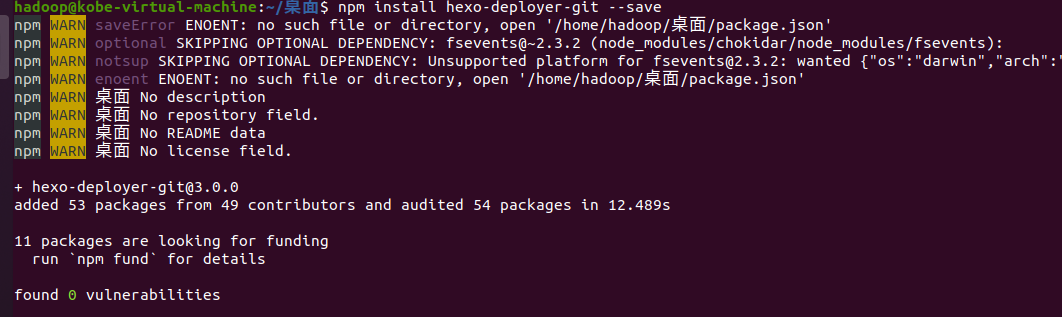 hadoop@kobe-virtual-machine:~/桌面$ npm install hexo-deployer-git --save
npm WARN saveError ENOENT: no such file or directory, open '/home/hadoop/桌面/package.json'
npm WARN optional SKIPPING OPTIONAL DEPENDENCY: fsevents@~2.3.2 (node_modules/chokidar/node_modules/fsevents):
npm WARN notsup SKIPPING OPTIONAL DEPENDENCY: Unsupported platform for fsevents@2.3.2: wanted {"os":"darwin","arch":"
npm WARN enoent ENOENT: no such file or directory, open '/home/hadoop/桌面/package.json'
npm WARN 桌面 No description
npm WARN 桌面 No repository field.
npm WARN 桌面 No README data
npm WARN 桌面 No license field.
+ hexo-deployer-git@3.0.0
added 53 packages from 49 contributors and audited 54 packages in 12.489s
11 packages are looking for funding
run `npm fund` for details
found 0 vulnerabilities